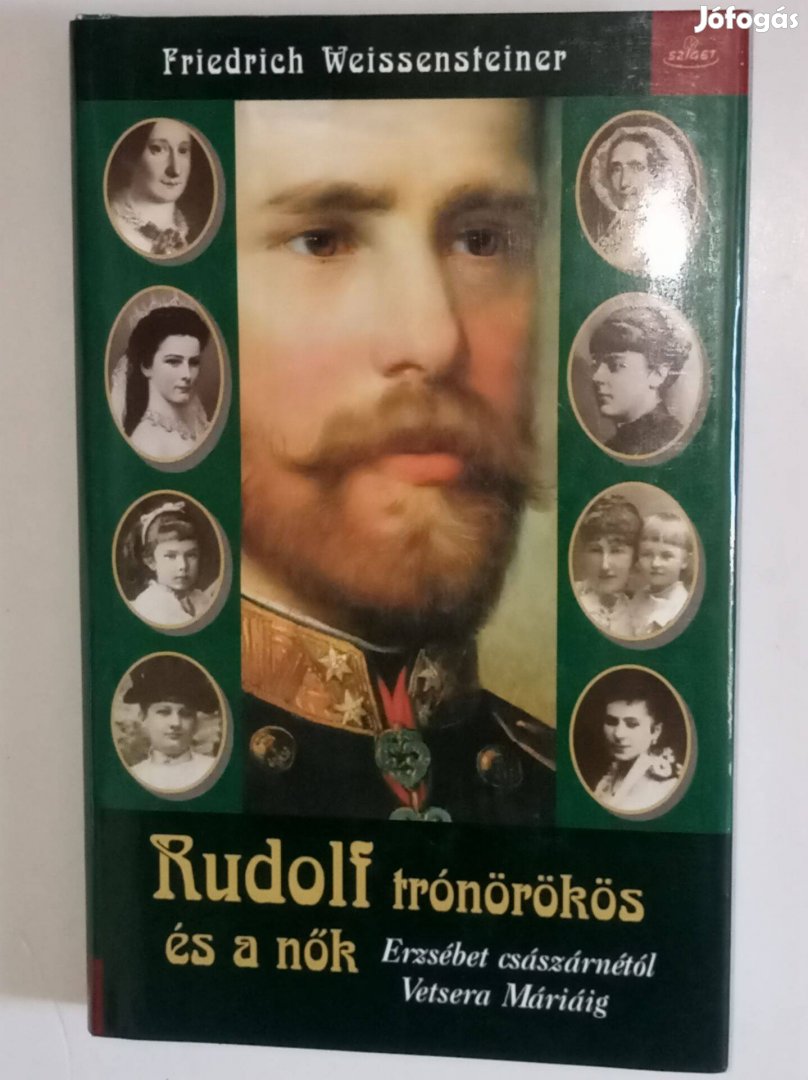 Jófogás
Friedrich Weissensteiner
SZIGET
Rudolf trónörökös
és a nők
Erzsébet császárnétól
Vetsera Máriáig